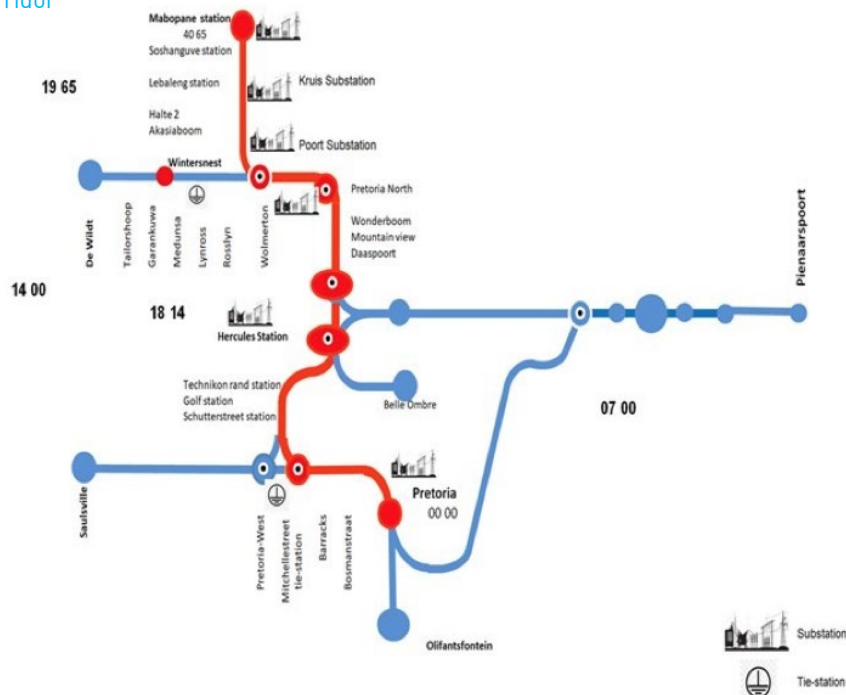 Mabopane station
40 65
Soshanguve station
Kruis Substation
Lebaleng station
19 65
Halte 2
Akasiaboom
Poort Substation
Wintersnest
Pretoria North
De Wildt
Tailorshoop
Garankuwa
Medunsa
Lynross
Rosslyn
Wolmerton
Wonderboom
Mountain view
Daaspoort
Pienaarspoort
14 00
18 14
Hercules Station
Technikon rand station
Golf station
Schutterstreet station
Belle Ombre
07 00
Saulsville
Pretoria
00 00
Pretoria-West
Mitchellestreet
tie-station
Barracks
Bosmanstraat
Olifantsfontein
Substation
Tie-station